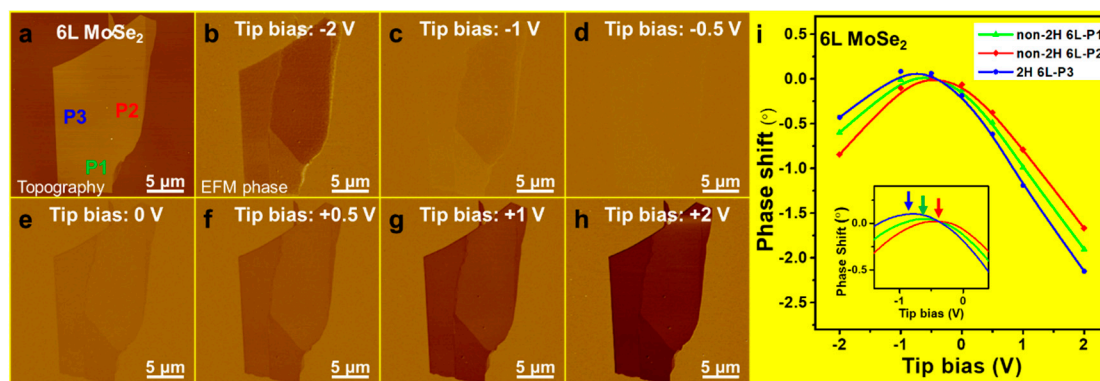 a 6L MoSe₂
P3
P2
P1
Topography
5 μm
b Tip bias: -2 V
EFM phase
5 μm
c Tip bias: -1 V
5 μm
d Tip bias: -0.5 V
5 μm
e Tip bias: 0 V
5 μm
f Tip bias: +0.5 V
5 μm
g Tip bias: +1 V
5 μm
h Tip bias: +2 V
5 μm
i 6L MoSe₂
non-2H 6L-P1
non-2H 6L-P2
2H 6L-P3
Phase shift (°)
0.5
0.0
-0.5
-1.0
-1.5
-2.0
-2.5
-2 -1 0 1 2
Tip bias (V)
Phase Shift (°)
0.0
-0.5
-1 0
Tip bias (V)